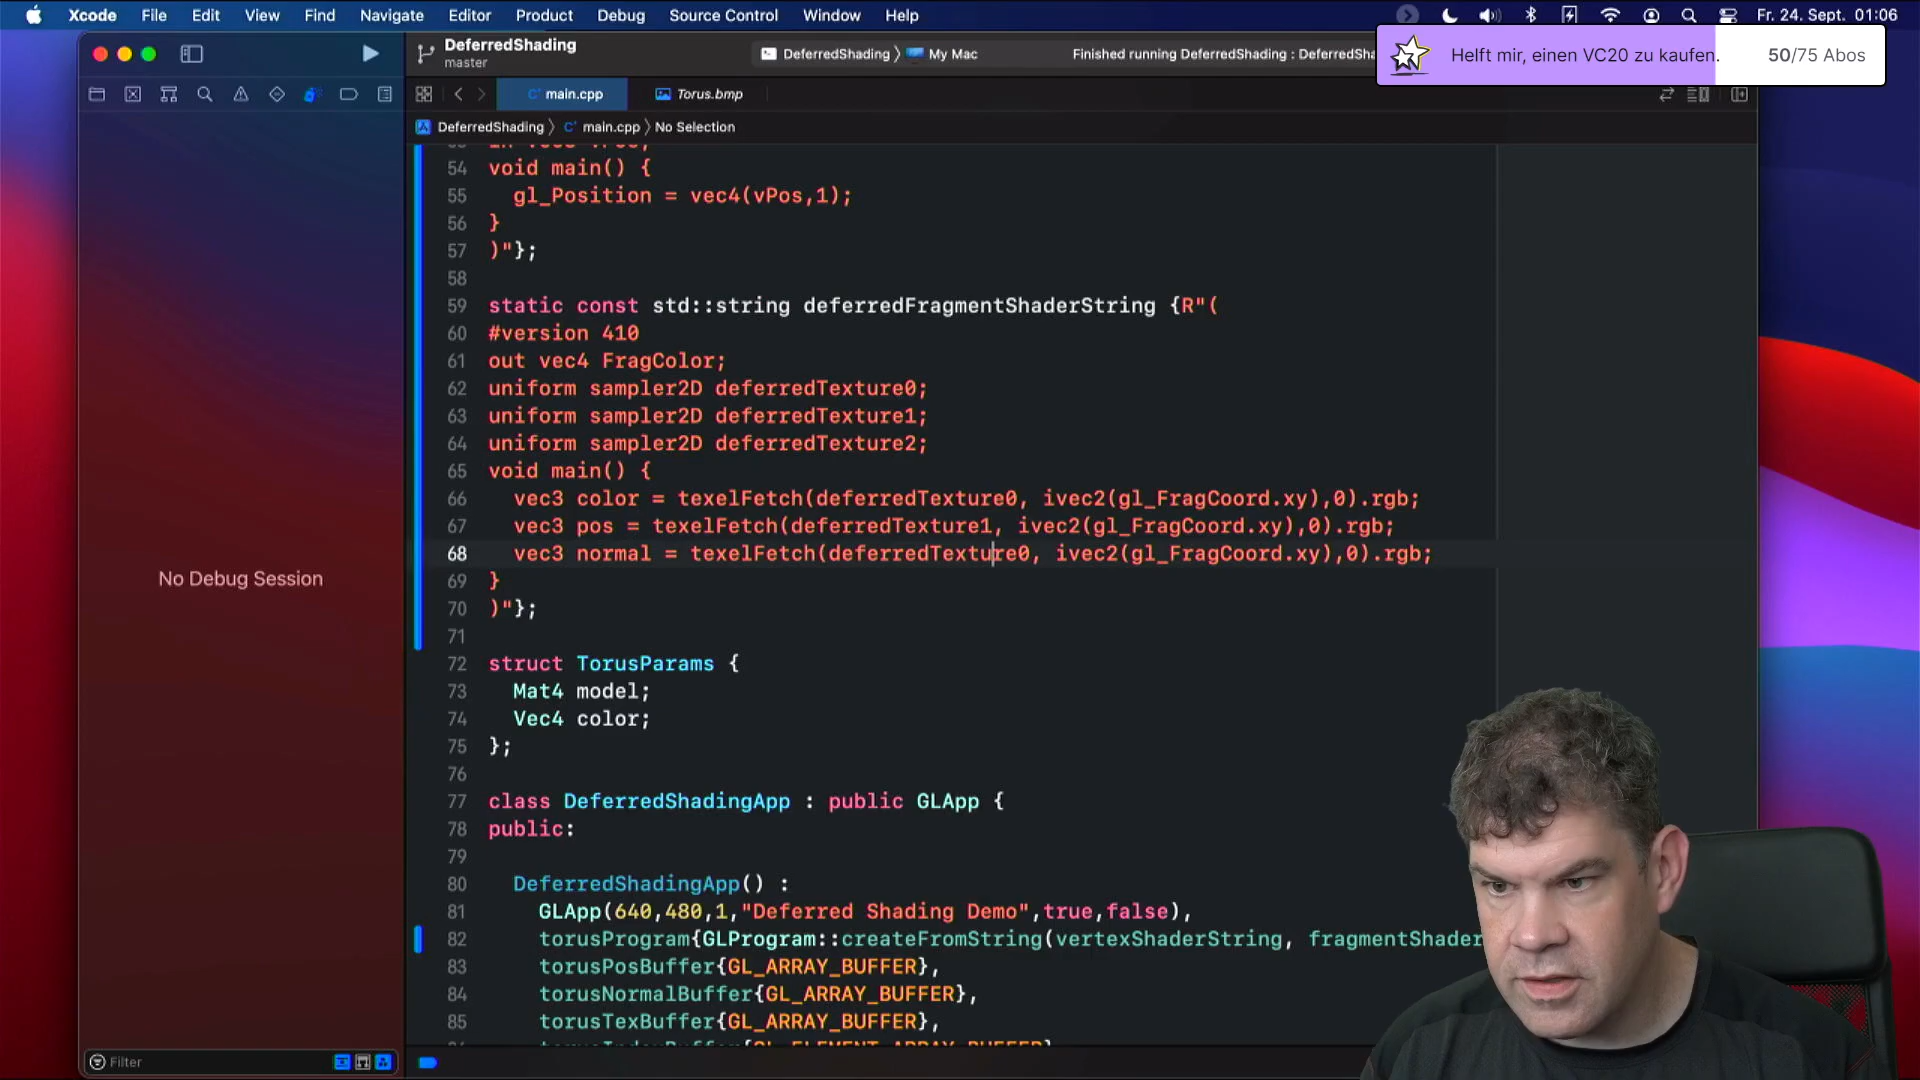 Xcode File Edit View Find Navigate Editor Product Debug Source Control Window Help Fr. 24. Sept. 01:06
Helft mir, einen VC20 zu kaufen. 50/75 Abos
DeferredShading
master
DeferredShading 〉 My Mac
Finished running DeferredShading : DeferredSha
main.cpp Torus.bmp
DeferredShading 〉 main.cpp 〉 No Selection
54 void main() {
55 gl_Position = vec4(vPos,1);
56 }
57 )"};
58
59 static const std::string deferredFragmentShaderString {R"(
60 #version 410
61 out vec4 FragColor;
62 uniform sampler2D deferredTexture0;
63 uniform sampler2D deferredTexture1;
64 uniform sampler2D deferredTexture2;
65 void main() {
66 vec3 color = texelFetch(deferredTexture0, ivec2(gl_FragCoord.xy),0).rgb;
67 vec3 pos = texelFetch(deferredTexture1, ivec2(gl_FragCoord.xy),0).rgb;
68 vec3 normal = texelFetch(deferredTexture0, ivec2(gl_FragCoord.xy),0).rgb;
69 }
70 )"};
71
72 struct TorusParams {
73 Mat4 model;
74 Vec4 color;
75 };
76
77 class DeferredShadingApp : public GLApp {
78 public:
79
80 DeferredShadingApp() :
81 GLApp(640,480,1,"Deferred Shading Demo",true,false),
82 torusProgram{GLProgram::createFromString(vertexShaderString, fragmentShader
83 torusPosBuffer{GL_ARRAY_BUFFER},
84 torusNormalBuffer{GL_ARRAY_BUFFER},
85 torusTexBuffer{GL_ARRAY_BUFFER},
No Debug Session
Filter